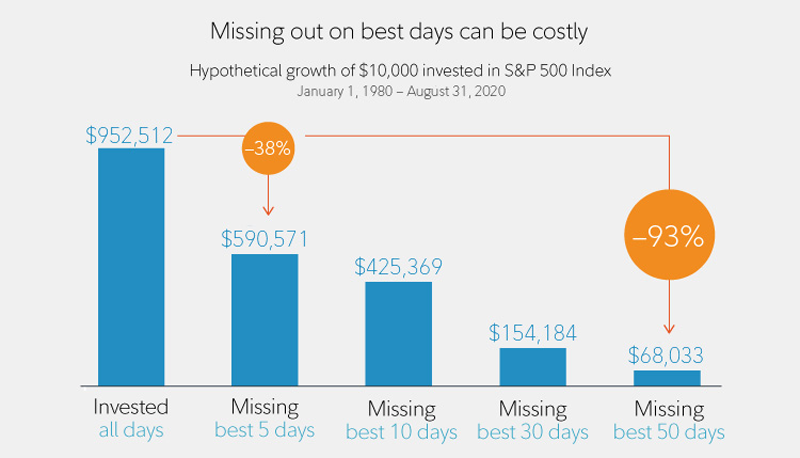 Missing out on best days can be costly
Hypothetical growth of $10,000 invested in S&P 500 Index
January 1, 1980 – August 31, 2020
$952,512
–38%
$590,571
–93%
$425,369
$154,184
$68,033
Invested
all days
Missing
best 5 days
Missing
best 10 days
Missing
best 30 days
Missing
best 50 days